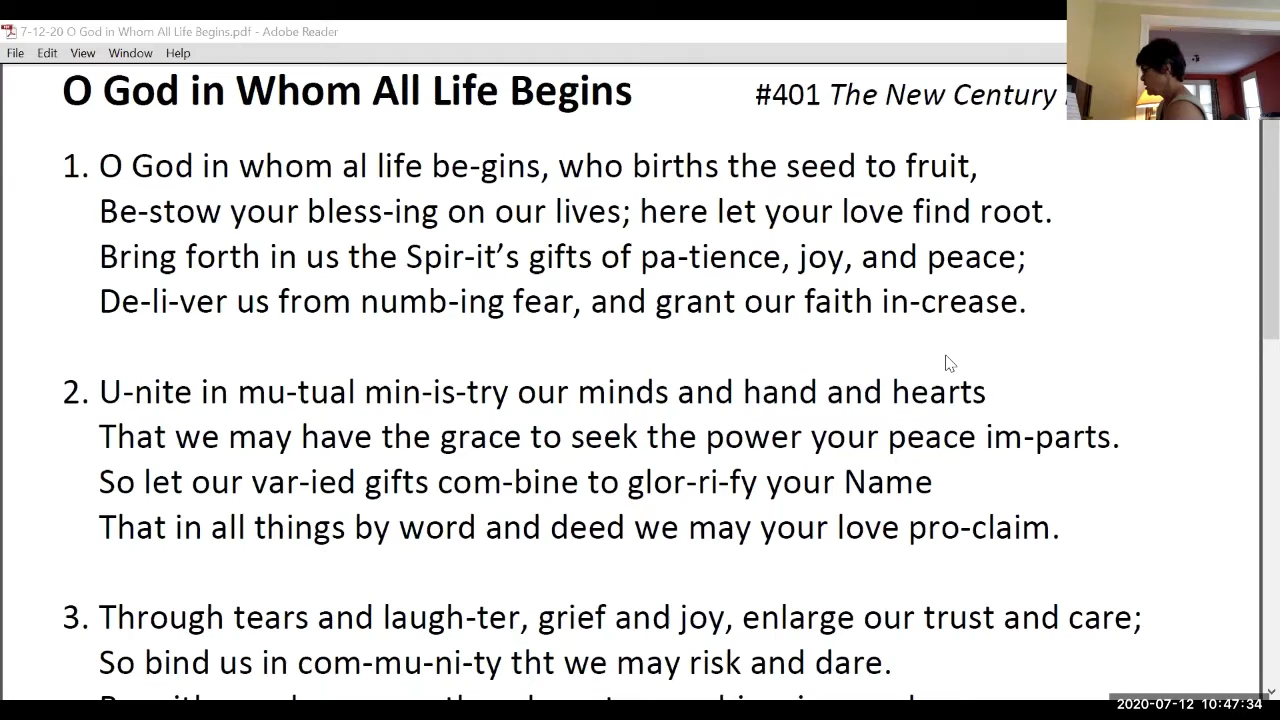 7-12-20 O God in Whom All Life Begins.pdf - Adobe Reader
File Edit View Window Help
O God in Whom All Life Begins #401 The New Century
1. O God in whom al life be-gins, who births the seed to fruit,
Be-stow your bless-ing on our lives; here let your love find root.
Bring forth in us the Spir-it’s gifts of pa-tience, joy, and peace;
De-li-ver us from numb-ing fear, and grant our faith in-crease.
2. U-nite in mu-tual min-is-try our minds and hand and hearts
That we may have the grace to seek the power your peace im-parts.
So let our var-ied gifts com-bine to glor-ri-fy your Name
That in all things by word and deed we may your love pro-claim.
3. Through tears and laugh-ter, grief and joy, enlarge our trust and care;
So bind us in com-mu-ni-ty tht we may risk and dare.
2020-07-12 10:47:34